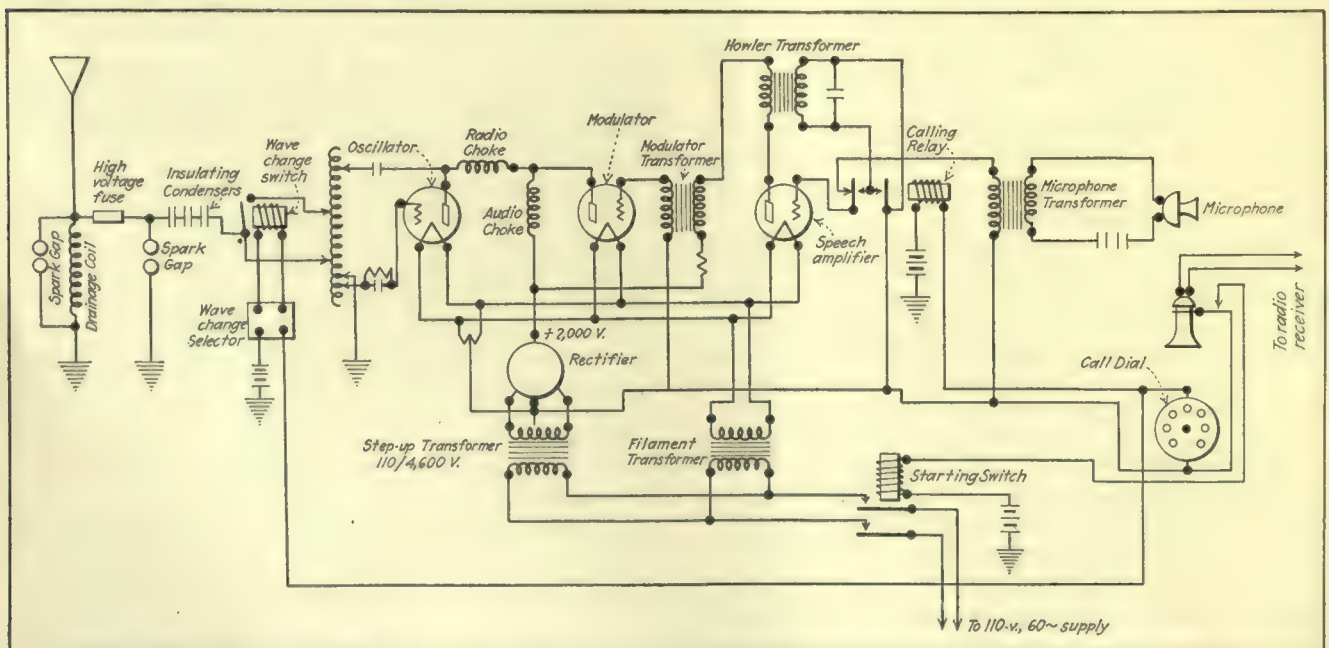 Howler Transformer
Modulator
Radio
Choke
Oscillator
Wave
change
switch
Insulating
Condensers
High
voltage
fuse
Modulator
Transformer
Calling
Relay
Microphone
Transformer
Microphone
Audio
Choke
Speech
amplifier
Spark Gap
Drainage Coil
Spark
Gap
Wave
change
Selector
+2,000 V.
Rectifier
To radio
receiver
Call Dial
Step-up Transformer
110/4,600 V.
Filament
Transformer
Starting Switch
To 110-v., 60~ supply